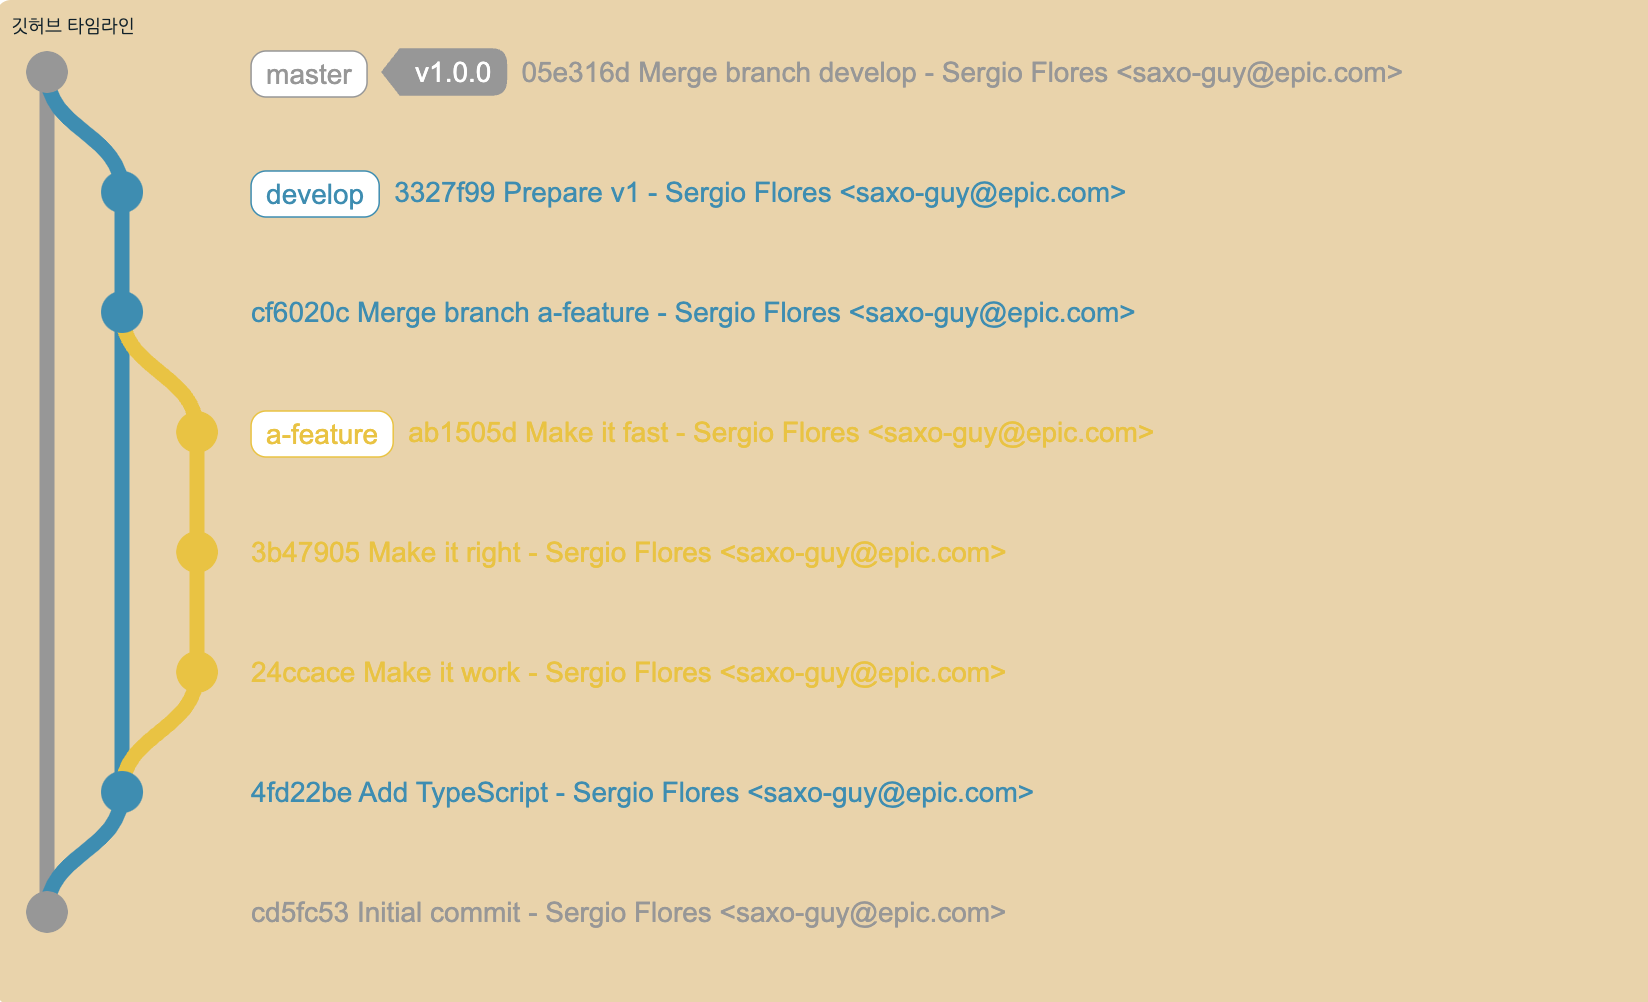 깃허브 타임라인
master v1.0.0 05e316d Merge branch develop - Sergio Flores <saxo-guy@epic.com>
develop 3327f99 Prepare v1 - Sergio Flores <saxo-guy@epic.com>
cf6020c Merge branch a-feature - Sergio Flores <saxo-guy@epic.com>
a-feature ab1505d Make it fast - Sergio Flores <saxo-guy@epic.com>
3b47905 Make it right - Sergio Flores <saxo-guy@epic.com>
24ccace Make it work - Sergio Flores <saxo-guy@epic.com>
4fd22be Add TypeScript - Sergio Flores <saxo-guy@epic.com>
cd5fc53 Initial commit - Sergio Flores <saxo-guy@epic.com>